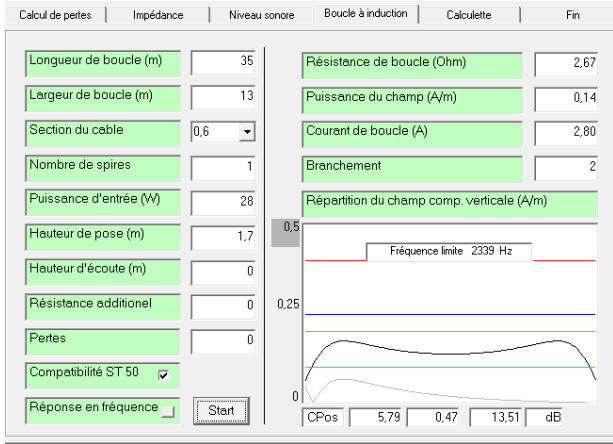 Calcul de pertes
Impédance
Niveau sonore
Boucle à induction
Calculette
Fin
Longueur de boucle (m)
35
Largeur de boucle (m)
13
Section du cable
0,6
Nombre de spires
1
Puissance d'entrée (W)
28
Hauteur de pose (m)
1,7
Hauteur d'écoute (m)
0
Résistance additionel
0
Pertes
0
Compatibilité ST 50
Réponse en fréquence
Start
Résistance de boucle (Ohm)
2,67
Puissance du champ (A/m)
0,14
Courant de boucle (A)
2,80
Branchement
2
Répartition du champ comp. verticale (A/m)
0,5
Fréquence limite 2339 Hz
0,25
0
CPos 5,79 0,47 13,51 dB